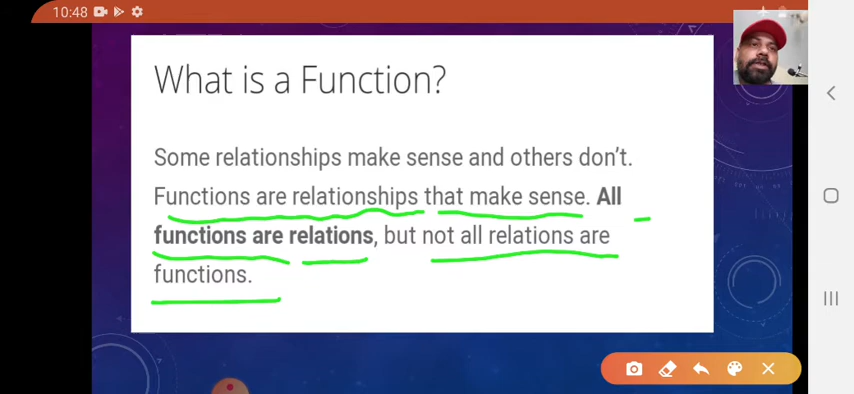 10:48
What is a Function?
Some relationships make sense and others don't.
Functions are relationships that make sense. All
functions are relations, but not all relations are
functions.